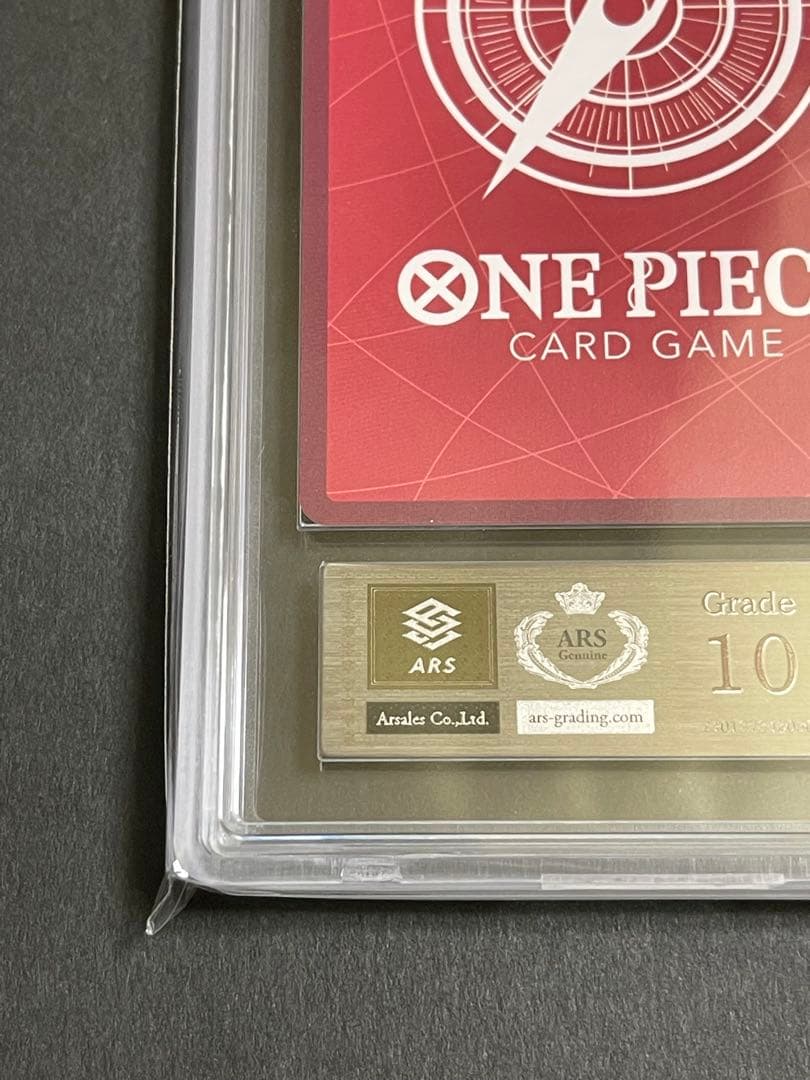 ONE PIEC
CARD GAME
ARS
Arsales Co.,Ltd.
ARS
Genuine
ars-grading.com
Grade
10